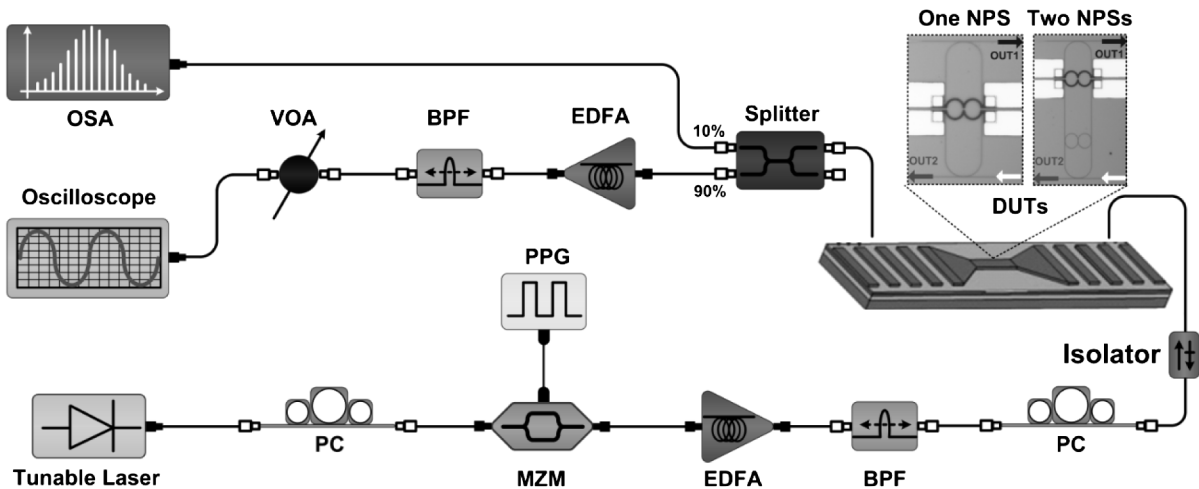 One NPS
Two NPSs
OUT1
OUT1
OSA
VOA
BPF
EDFA
Splitter
10%
90%
OUT2
OUT2
DUTs
Oscilloscope
PPG
Isolator
PC
PC
Tunable Laser
MZM
EDFA
BPF